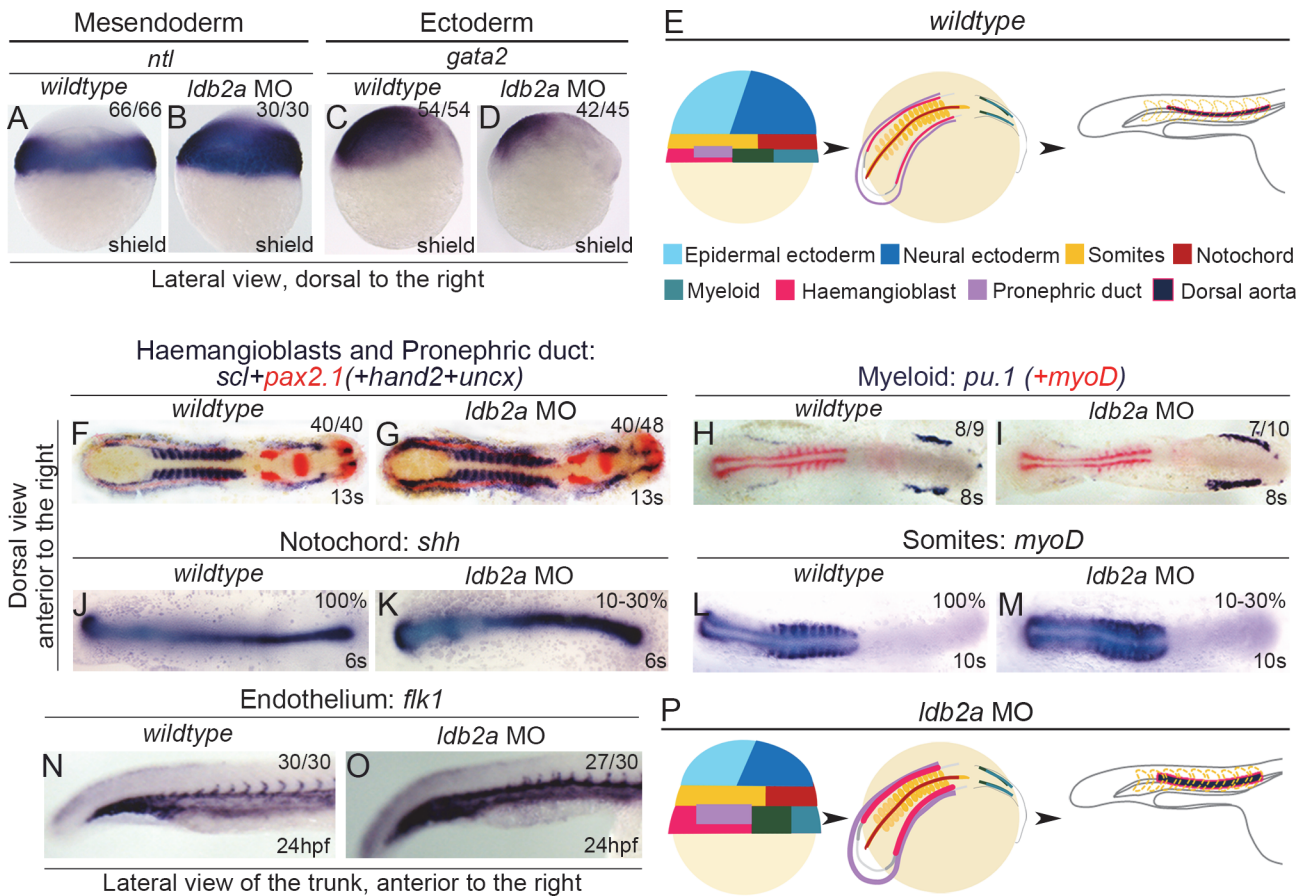 Mesendoderm
Ectoderm
ntl
gata2
wildtype
ldb2a MO
wildtype
ldb2a MO
A
66/66
shield
B
30/30
shield
C
54/54
shield
D
42/45
shield
Lateral view, dorsal to the right
E
wildtype
Epidermal ectoderm
Neural ectoderm
Somites
Notochord
Myeloid
Haemangioblast
Pronephric duct
Dorsal aorta
Haemangioblasts and Pronephric duct:
scl+pax2.1(+hand2+uncx)
wildtype
ldb2a MO
F
40/40
13s
G
40/48
13s
Myeloid: pu.1 (+myoD)
wildtype
ldb2a MO
H
8/9
8s
I
7/10
8s
Dorsal view
anterior to the right
Notochord: shh
wildtype
ldb2a MO
J
100%
6s
K
10-30%
6s
Somites: myoD
wildtype
ldb2a MO
L
100%
10s
M
10-30%
10s
Endothelium: flk1
wildtype
ldb2a MO
N
30/30
24hpf
O
27/30
24hpf
Lateral view of the trunk, anterior to the right
P
ldb2a MO